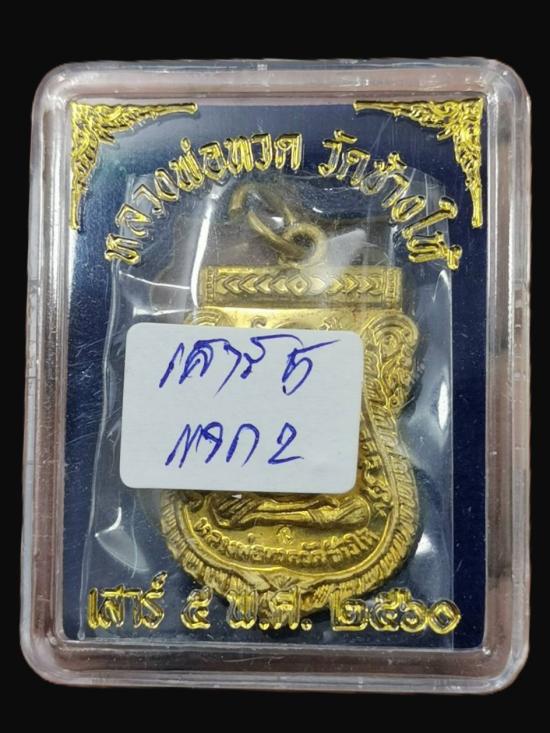 หลวงพ่อทวด วัดช้างให้
เสาร์ ๕
แจก 2
หลวงพ่อทวดวัดช้างให้
เสาร์ ๕ พ.ศ. ๒๕๖๐